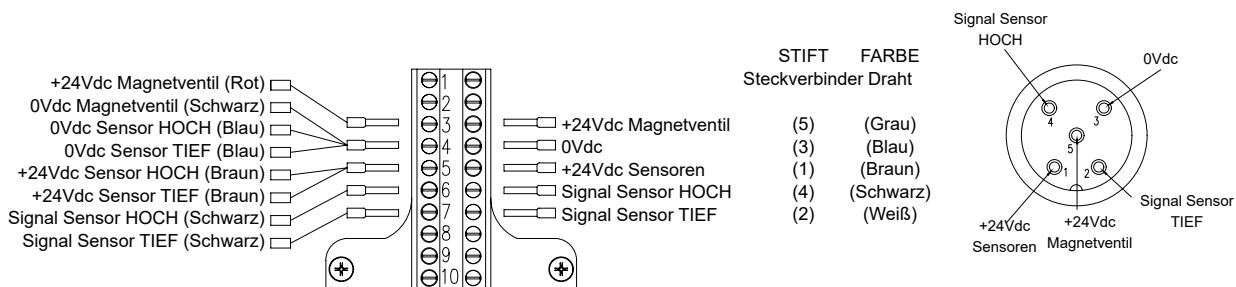 +24Vdc Magnetventil (Rot)
0Vdc Magnetventil (Schwarz)
0Vdc Sensor HOCH (Blau)
0Vdc Sensor TIEF (Blau)
+24Vdc Sensor HOCH (Braun)
+24Vdc Sensor TIEF (Braun)
Signal Sensor HOCH (Schwarz)
Signal Sensor TIEF (Schwarz)
1
2
3
4
5
6
7
8
9
10
STIFT FARBE
Steckverbinder Draht
+24Vdc Magnetventil (5) (Grau)
0Vdc (3) (Blau)
+24Vdc Sensoren (1) (Braun)
Signal Sensor HOCH (4) (Schwarz)
Signal Sensor TIEF (2) (Weiß)
Signal Sensor
HOCH
0Vdc
4
3
5
1
2
Signal Sensor
TIEF
+24Vdc
Sensoren
+24Vdc
Magnetventil